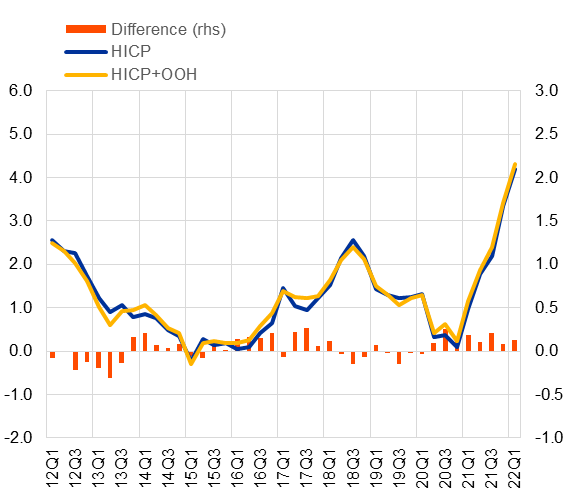 Difference (rhs)
HICP
HICP+OOH
6.0
5.0
4.0
3.0
2.0
1.0
0.0
-1.0
-2.0
3.0
2.5
2.0
1.5
1.0
0.5
0.0
-0.5
-1.0
12Q1
12Q3
13Q1
13Q3
14Q1
14Q3
15Q1
15Q3
16Q1
16Q3
17Q1
17Q3
18Q1
18Q3
19Q1
19Q3
20Q1
20Q3
21Q1
21Q3
22Q1